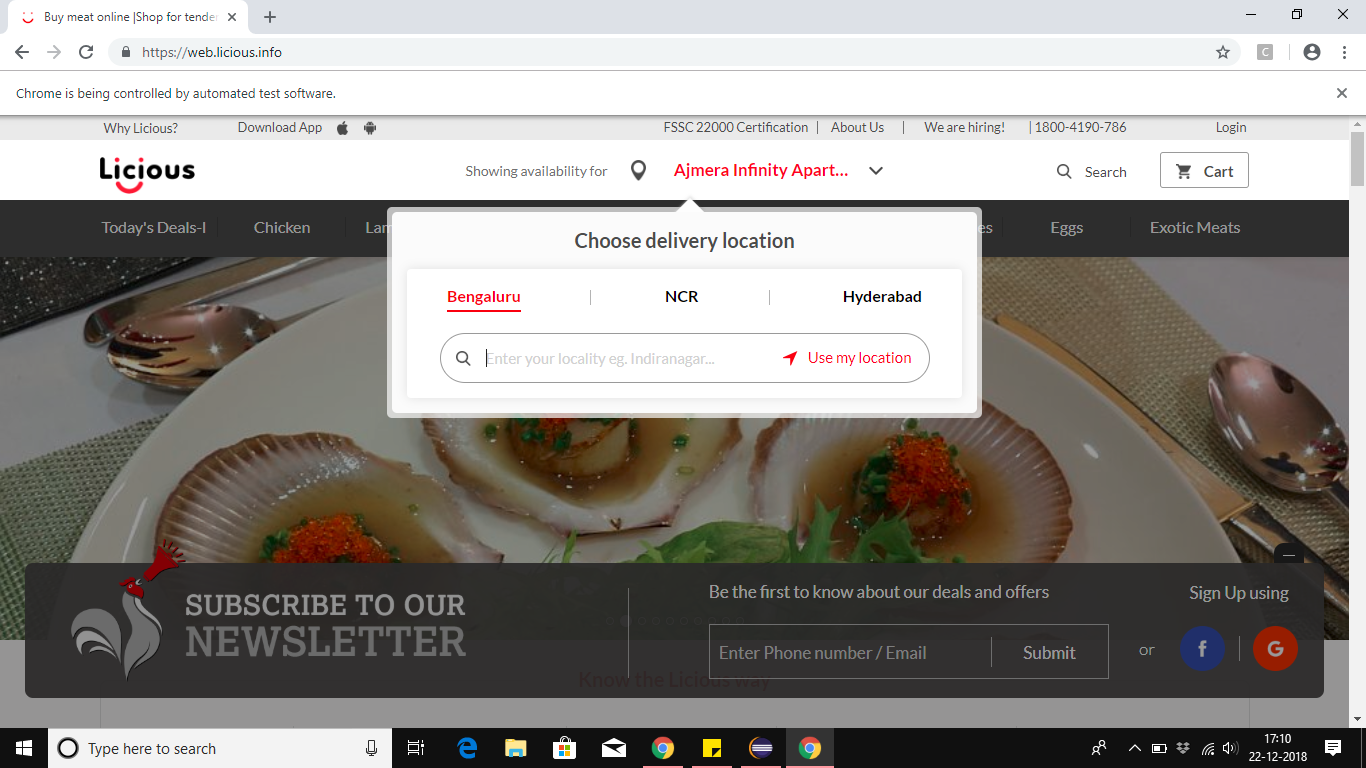 Buy meat online |Shop for tender
https://web.licious.info
Chrome is being controlled by automated test software.
Why Licious?
Download App
FSSC 22000 Certification | About Us | We are hiring! | 1800-4190-786
Login
Licious
Showing availability for
Ajmera Infinity Apart...
Search
Cart
Today's Deals-I
Chicken
Eggs
Exotic Meats
Choose delivery location
Bengaluru | NCR | Hyderabad
Enter your locality eg. Indiranagar...
Use my location
SUBSCRIBE TO OUR
NEWSLETTER
Be the first to know about our deals and offers
Enter Phone number / Email
Submit
or
Sign Up using
f
G
Know the Licious way
Type here to search
17:10
22-12-2018